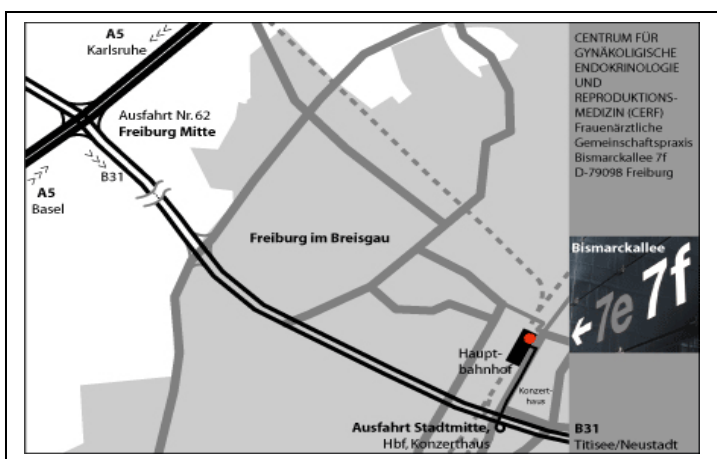 A5
Karlsruhe
Ausfahrt Nr. 62
Freiburg Mitte
B31
A5
Basel
Freiburg im Breisgau
Haupt-
bahnhof
Konzert-
haus
Ausfahrt Stadtmitte,
Hbf, Konzerthaus
CENTRUM FÜR
GYNÄKOLIGISCHE
ENDOKRINOLOGIE
UND
REPRODUKTIONS-
MEDIZIN (CERF)
Frauenärztliche
Gemeinschaftspraxis
Bismarckallee 7f
D-79098 Freiburg
Bismarckallee
7e 7f
B31
Titisee/Neustadt